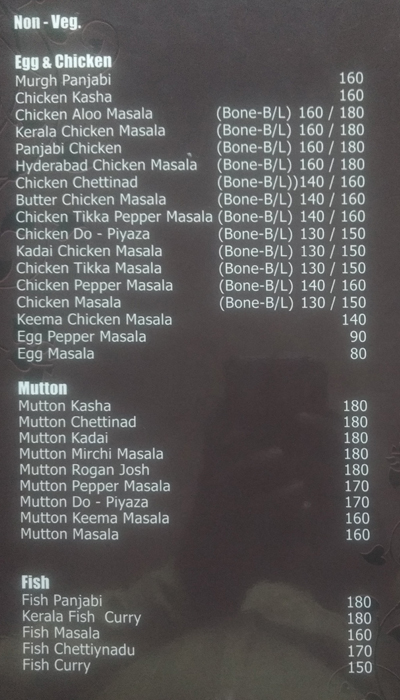 Non - Veg.
Egg & Chicken
Murgh Panjabi 160
Chicken Kasha 160
Chicken Aloo Masala (Bone-B/L) 160 / 180
Kerala Chicken Masala (Bone-B/L) 160 / 180
Panjabi Chicken (Bone-B/L) 160 / 180
Hyderabad Chicken Masala (Bone-B/L) 160 / 180
Chicken Chettinad (Bone-B/L))140 / 160
Butter Chicken Masala (Bone-B/L) 140 / 160
Chicken Tikka Pepper Masala (Bone-B/L) 140 / 160
Chicken Do - Piyaza (Bone-B/L) 130 / 150
Kadai Chicken Masala (Bone-B/L) 130 / 150
Chicken Tikka Masala (Bone-B/L) 130 / 150
Chicken Pepper Masala (Bone-B/L) 140 / 160
Chicken Masala (Bone-B/L) 130 / 150
Keema Chicken Masala 140
Egg Pepper Masala 90
Egg Masala 80
Mutton
Mutton Kasha 180
Mutton Chettinad 180
Mutton Kadai 180
Mutton Mirchi Masala 180
Mutton Rogan Josh 180
Mutton Pepper Masala 170
Mutton Do - Piyaza 170
Mutton Keema Masala 160
Mutton Masala 160
Fish
Fish Panjabi 180
Kerala Fish Curry 180
Fish Masala 160
Fish Chettiynadu 170
Fish Curry 150